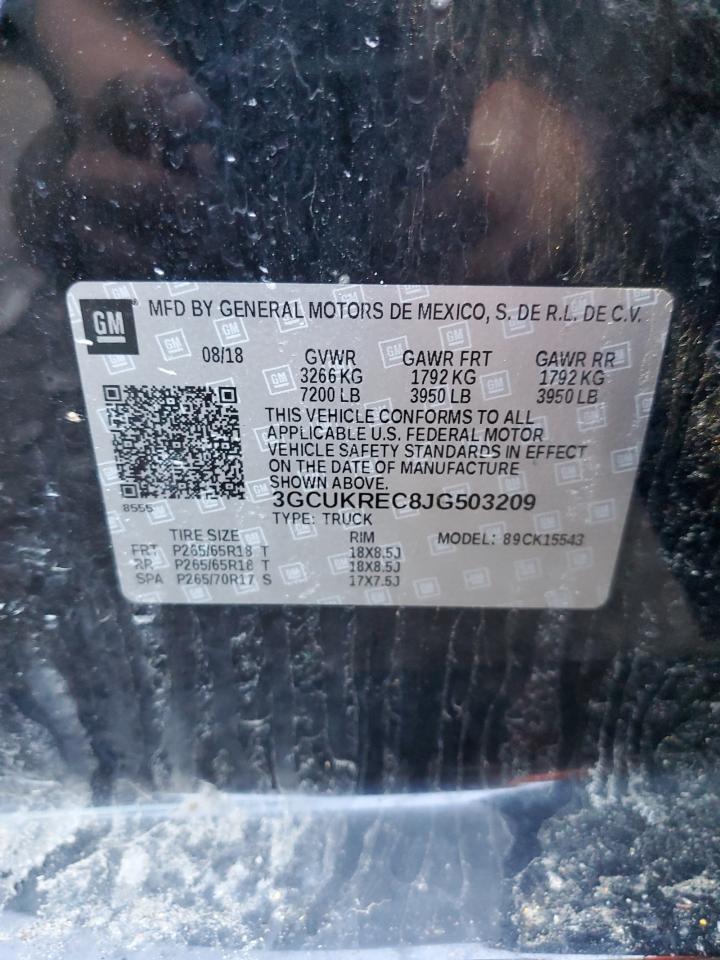 GM MFD BY GENERAL MOTORS DE MEXICO, S. DE R.L. DE C.V.
08/18 GVWR GAWR FRT GAWR RR
3266 KG 1792 KG 1792 KG
7200 LB 3950 LB 3950 LB
THIS VEHICLE CONFORMS TO ALL
APPLICABLE U.S. FEDERAL MOTOR
VEHICLE SAFETY STANDARDS IN EFFECT
ON THE DATE OF MANUFACTURE
SHOWN ABOVE.
3GCUKREC8JG503209
8555
TYPE: TRUCK
TIRE SIZE RIM MODEL: 89CK15543
FRT P265/65R18 T 18X8.5J
RR P265/65R18 T 18X8.5J
SPA P265/70R17 S 17X7.5J